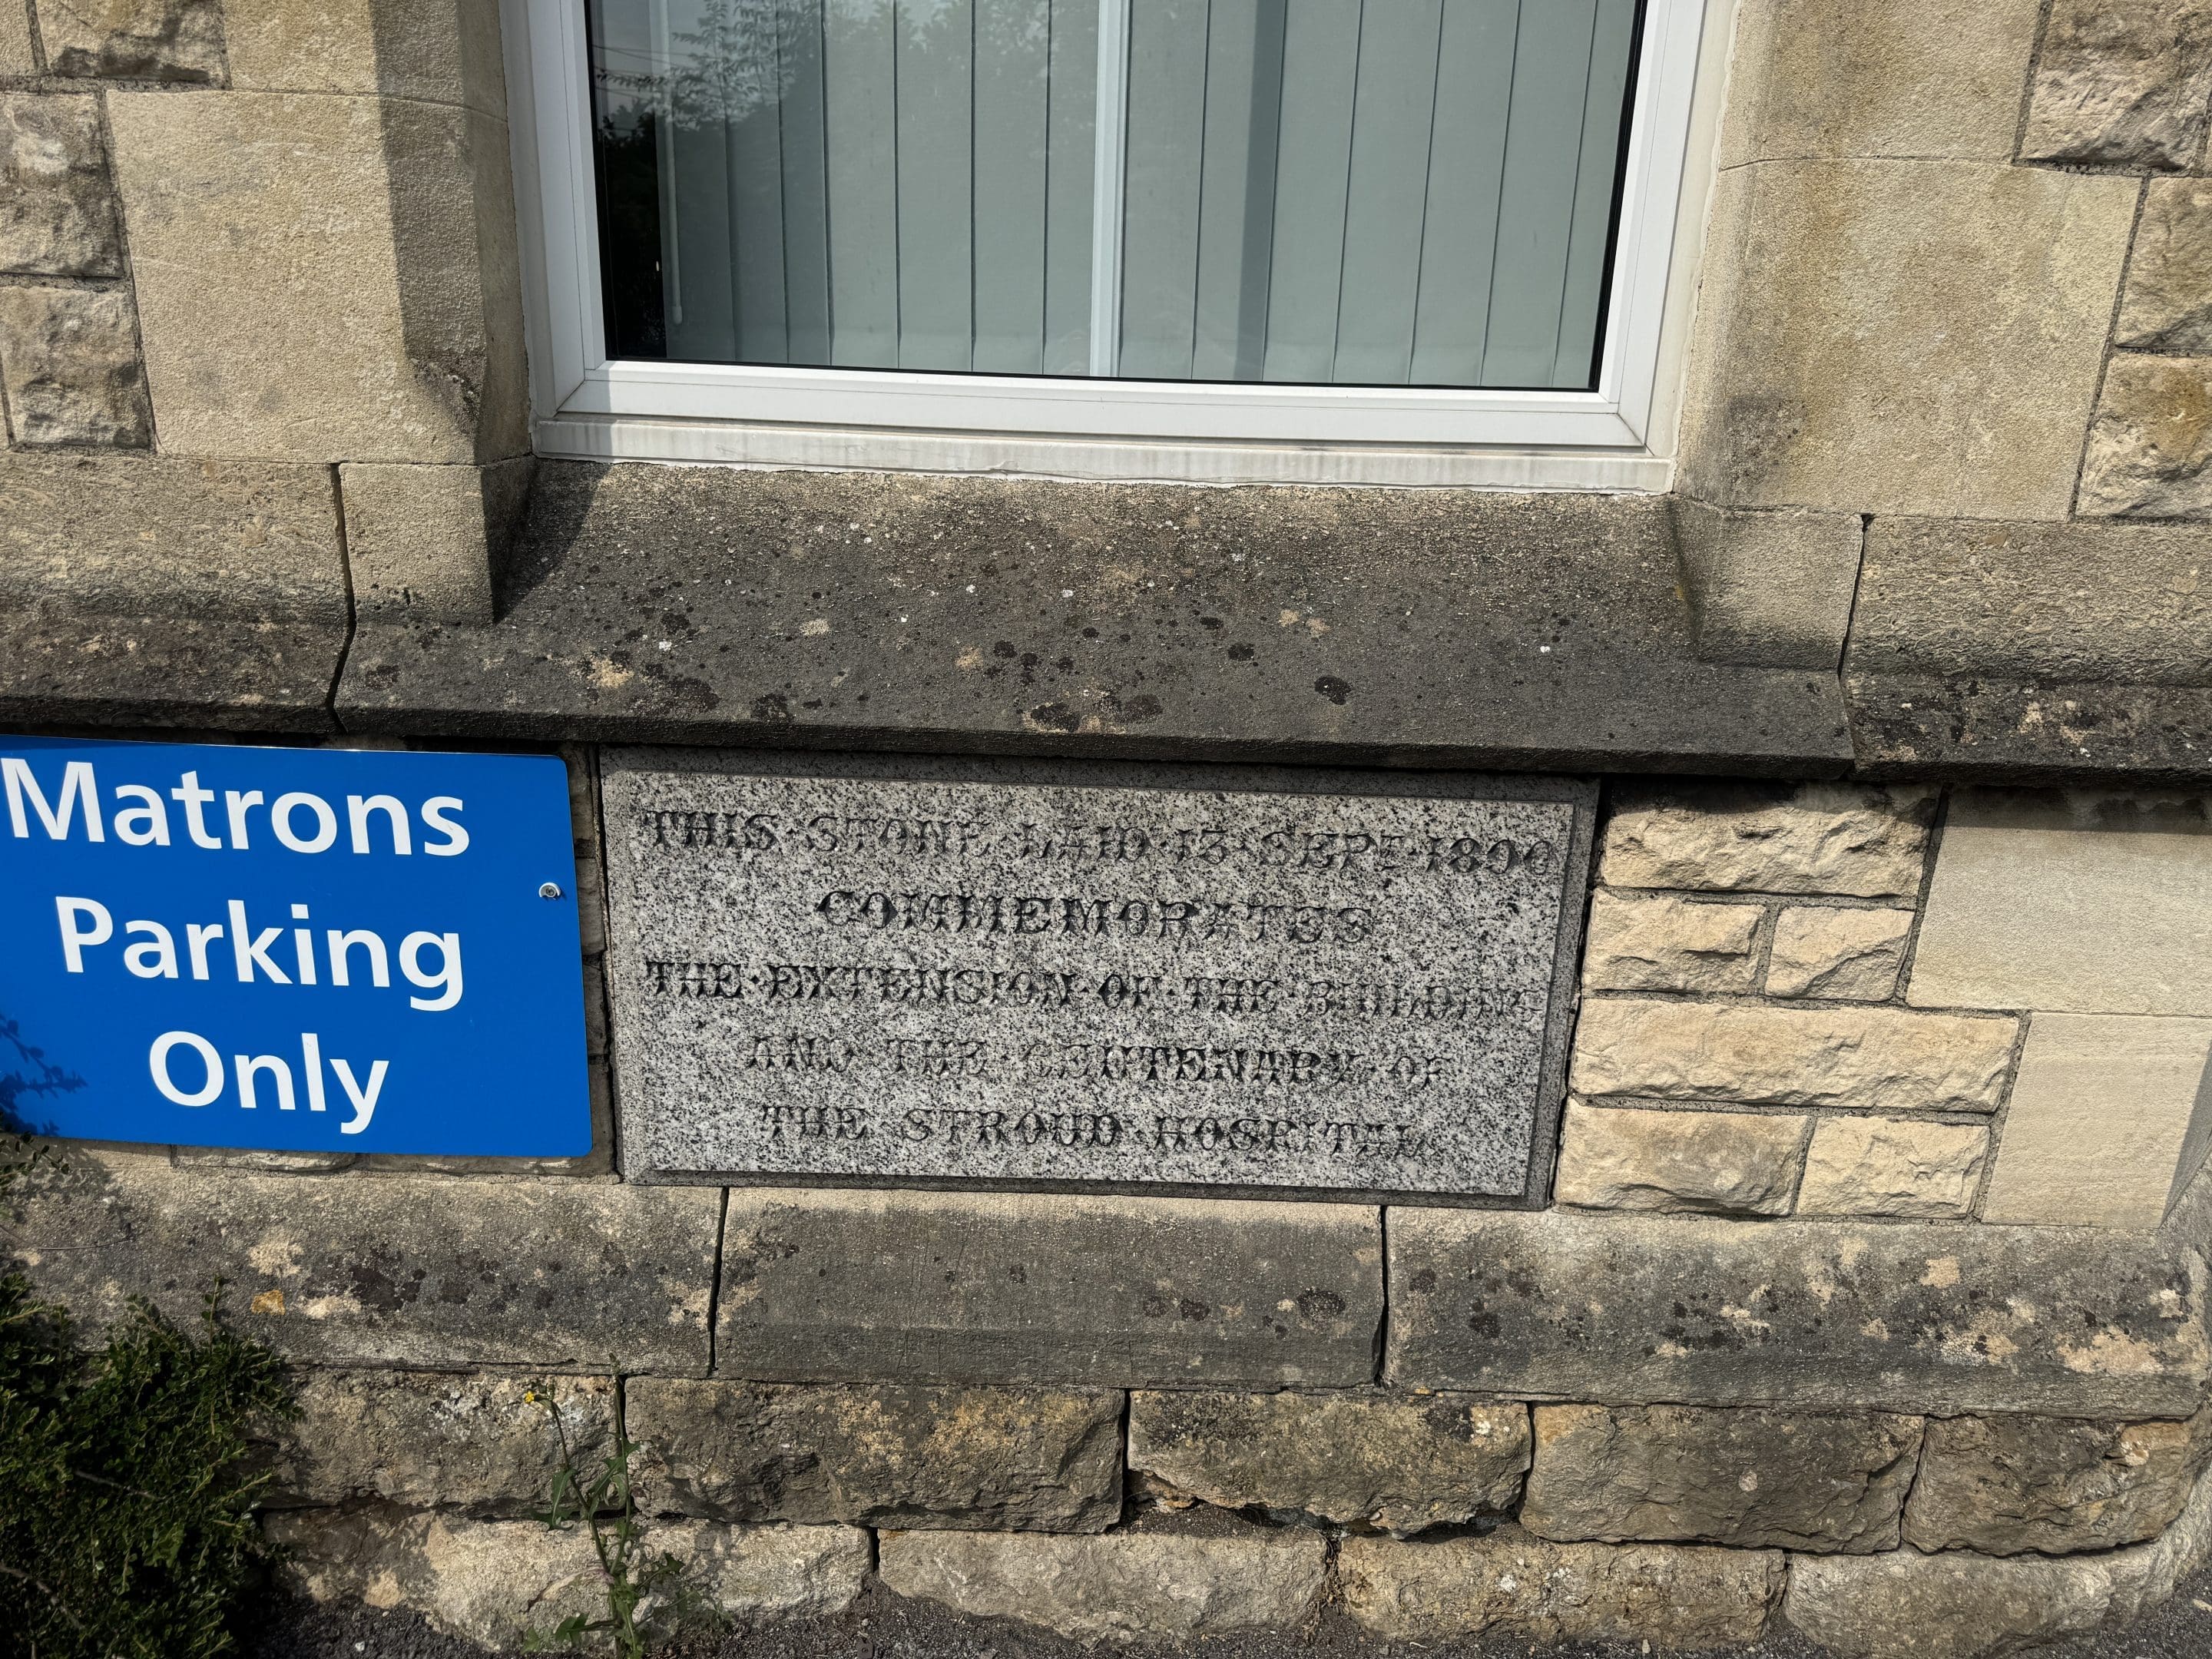 Matrons
Parking
Only
THIS·STONE·LAID·13·SEPT·1890
COMMEMORATES
THE·EXTENSION·OF·THE·BUILDING
AND·THE·CENTENARY·OF
THE STROUD HOSPITAL